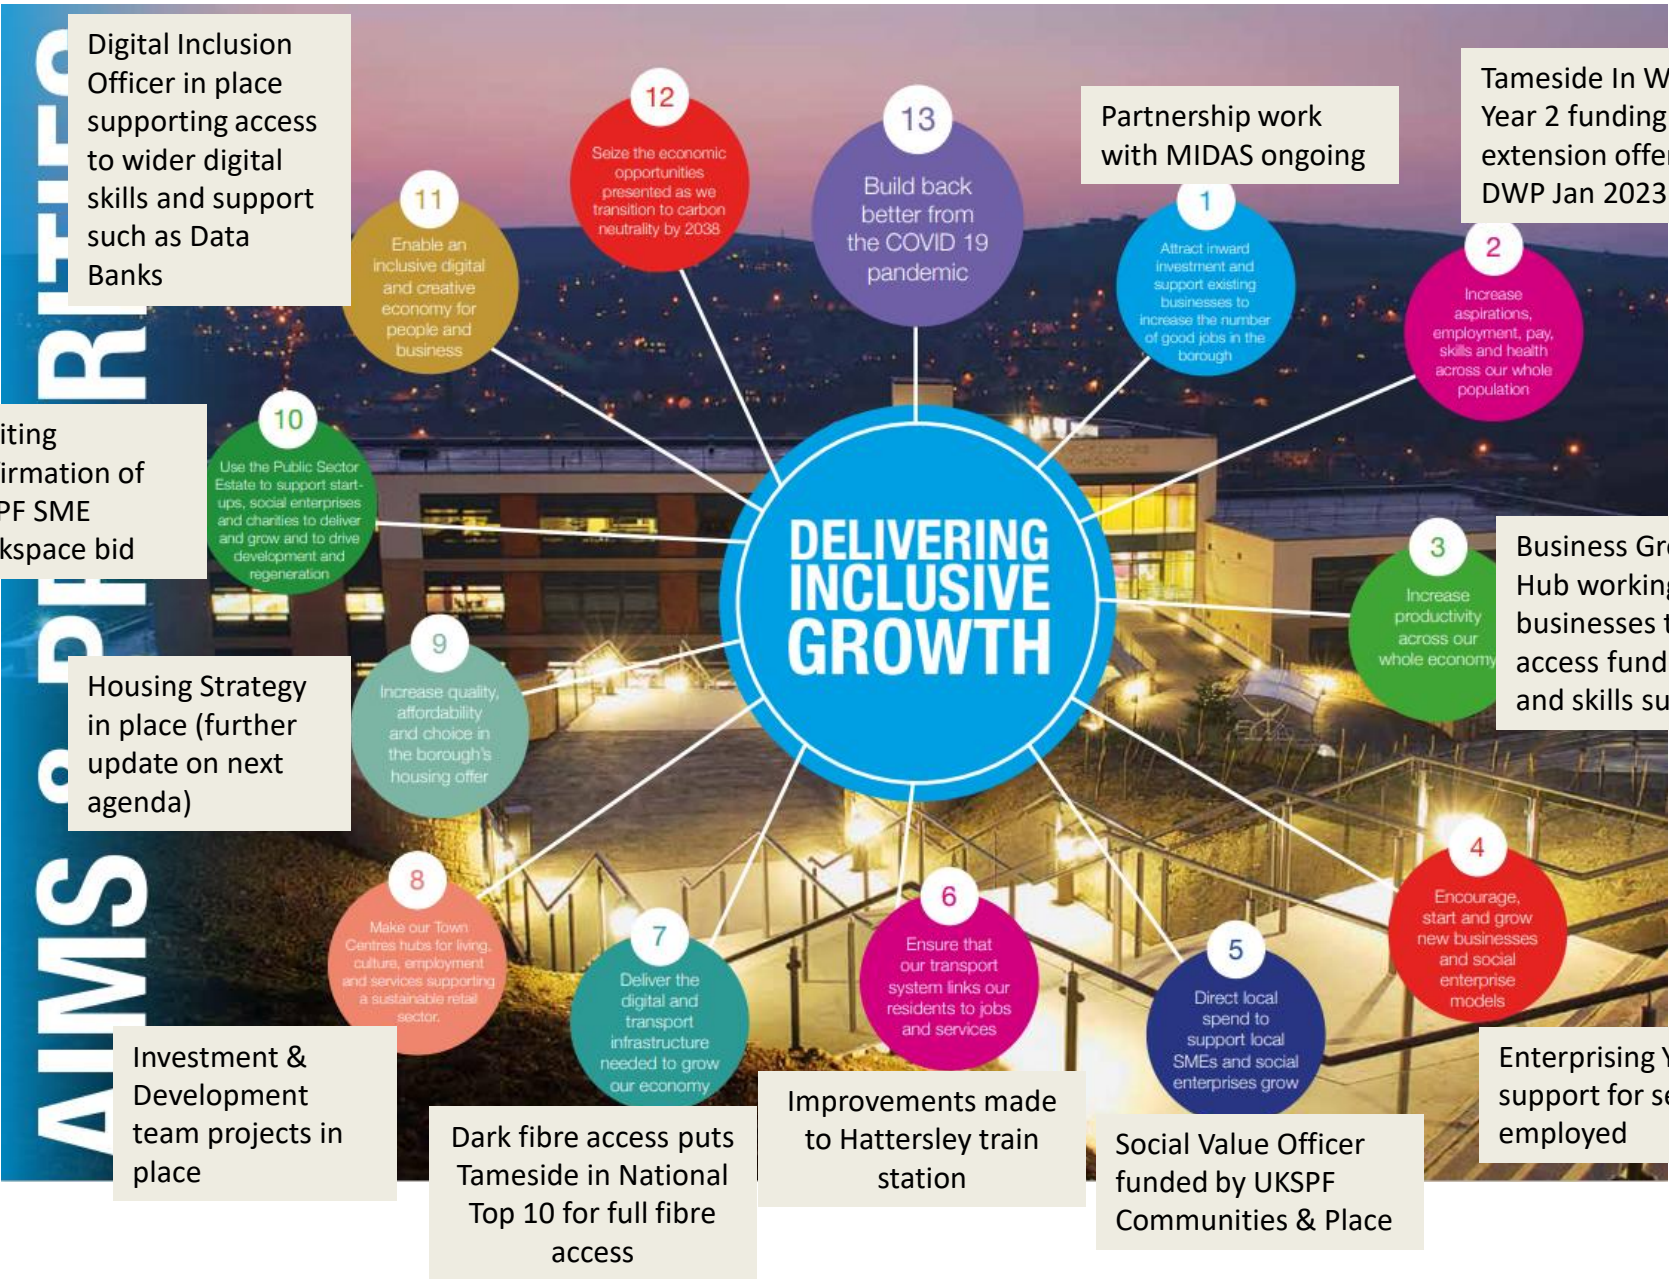 AIMS & PRIORITIES
Digital Inclusion
Officer in place
supporting access
to wider digital
skills and support
such as Data
Banks
12
Seize the economic
opportunities
presented as we
transition to carbon
neutrality by 2038
13
Build back
better from
the COVID 19
pandemic
Partnership work
with MIDAS ongoing
1
Attract inward
investment and
support existing
businesses to
increase the number
of good jobs in the
borough
Tameside In W
Year 2 funding
extension offe
DWP Jan 2023
2
Increase
aspirations,
employment, pay,
skills and health
across our whole
population
11
Enable an
inclusive digital
and creative
economy for
people and
business
iting
irmation of
PF SME
kspace bid
10
Use the Public Sector
Estate to support start-
ups, social enterprises
and charities to deliver
and grow and to drive
development and
regeneration
DELIVERING
INCLUSIVE
GROWTH
3
Increase
productivity
across our
whole economy
Business Gr
Hub working
businesses t
access fund
and skills su
9
Increase quality,
affordability
and choice in
the borough's
housing offer
Housing Strategy
in place (further
update on next
agenda)
8
Make our Town
Centres hubs for living,
culture, employment
and services supporting
a sustainable retail
sector.
Investment &
Development
team projects in
place
7
Deliver the
digital and
transport
infrastructure
needed to grow
our economy
Dark fibre access puts
Tameside in National
Top 10 for full fibre
access
6
Ensure that
our transport
system links our
residents to jobs
and services
Improvements made
to Hattersley train
station
5
Direct local
spend to
support local
SMEs and social
enterprises grow
Social Value Officer
funded by UKSPF
Communities & Place
4
Encourage,
start and grow
new businesses
and social
enterprise
models
Enterprising Y
support for se
employed